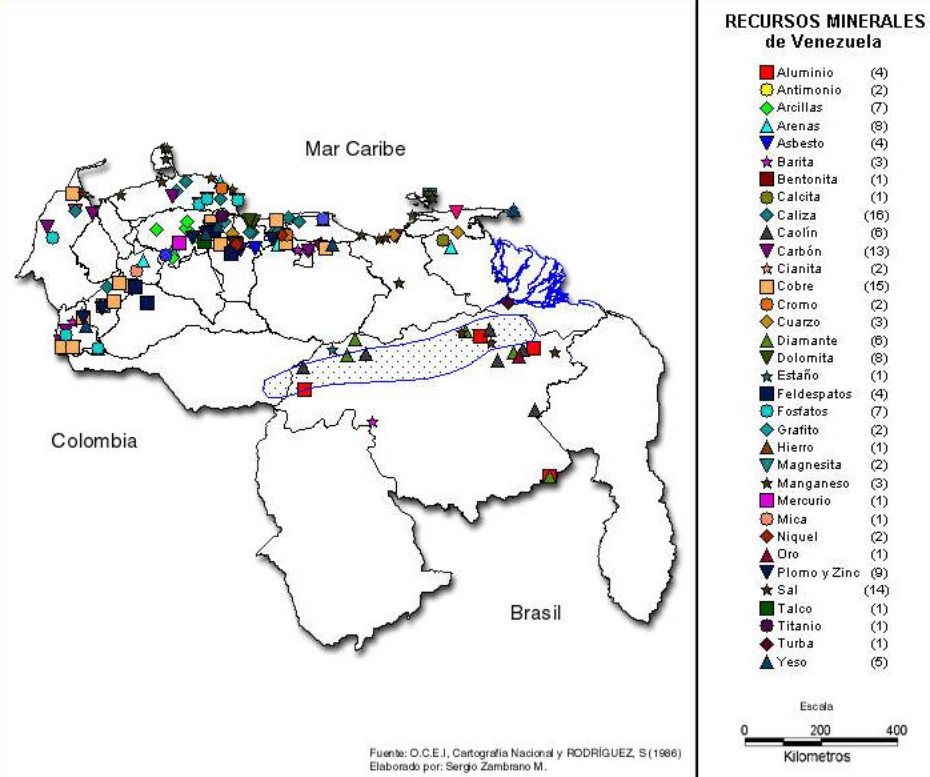 RECURSOS MINERALES
de Venezuela
Aluminio (4)
Antimonio (2)
Arcillas (7)
Arenas (8)
Asbesto (4)
Barita (3)
Bentonita (1)
Calcita (1)
Caliza (16)
Caolín (6)
Carbón (13)
Cianita (2)
Cobre (15)
Cromo (2)
Cuarzo (3)
Diamante (6)
Dolomita (8)
Estaño (1)
Feldespatos (4)
Fosfatos (7)
Grafito (2)
Hierro (1)
Magnesita (2)
Manganeso (3)
Mercurio (1)
Mica (1)
Niquel (2)
Oro (1)
Plomo y Zinc (9)
Sal (14)
Talco (1)
Titanio (1)
Turba (1)
Yeso (5)
Mar Caribe
Colombia
Brasil
Escala
0 200 400
Kilometros
Fuente: O.C.E.I, Cartografía Nacional y RODRÍGUEZ, S (1986)
Elaborado por: Sergio Zambrano M.